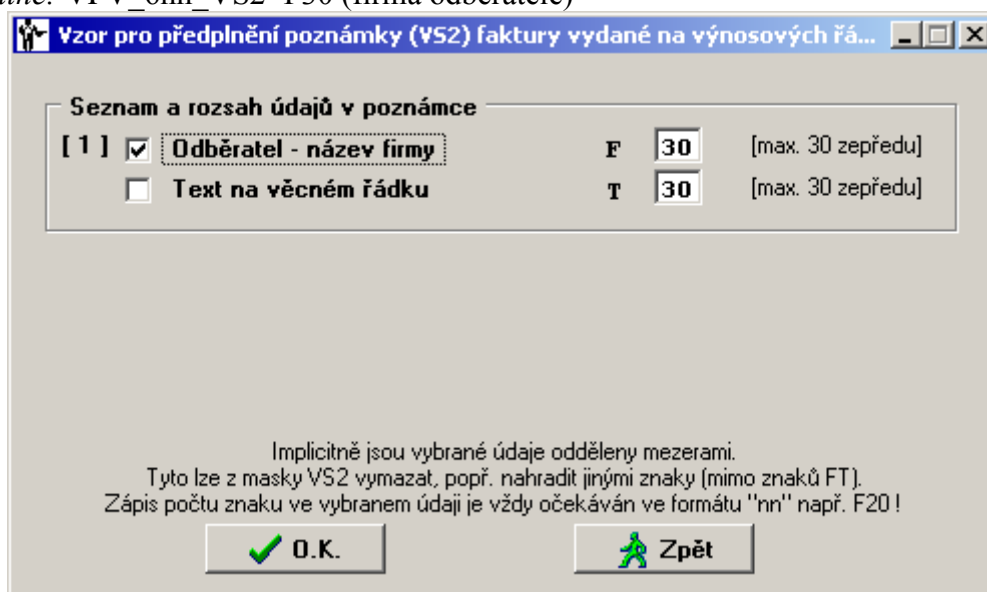 VFV_omn_VS2 F30 (firma odběratele)
Vzor pro předplnění poznámky (VS2) faktury vydané na výnosových řá...
Seznam a rozsah údajů v poznámce
[ 1 ] Odběratel - název firmy F 30 [max. 30 zepředu]
Text na věcném řádku T 30 [max. 30 zepředu]
Implicitně jsou vybrané údaje odděleny mezerami.
Tyto lze z masky VS2 vymazat, popř. nahradit jinými znaky (mimo znaků FT).
Zápis počtu znaku ve vybranem údaji je vždy očekáván ve formátu "nn" např. F20 !
O.K. Zpět